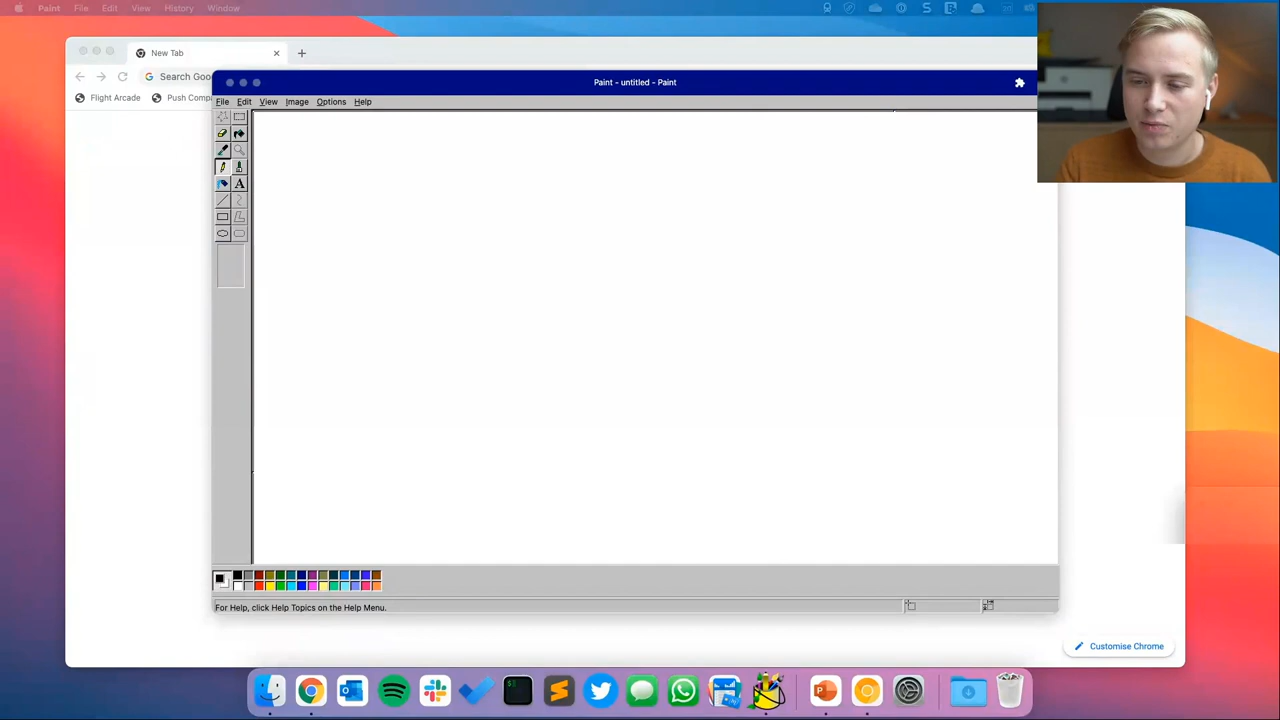 Paint File Edit View History Window
New Tab
Search Goo
Flight Arcade Push Comp
Paint - untitled - Paint
File Edit View Image Options Help
A
For Help, click Help Topics on the Help Menu.
Customise Chrome